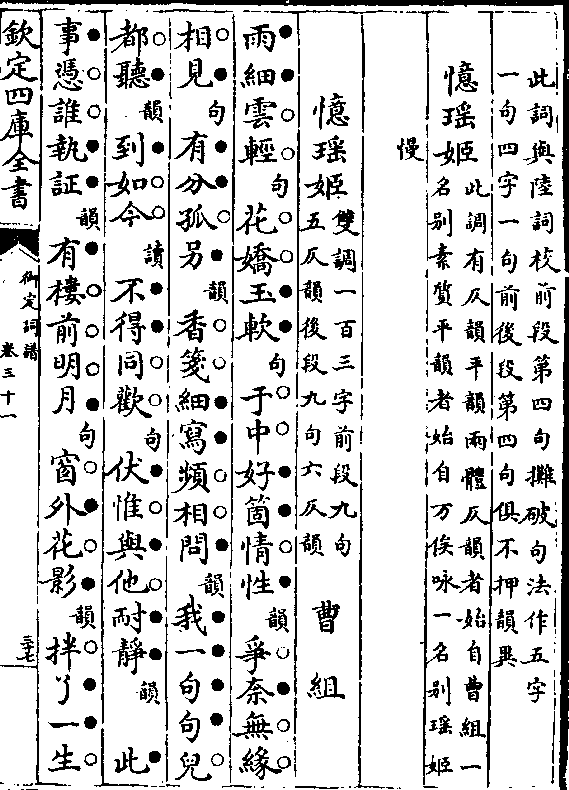 此詞與陸詞校前段第四句攤破句法作五字
一句四字一句前後段第四句俱不押韻異
憶瑶姬
此調有仄韻平韻兩體仄韻者始自曹組一
名别素質平韻者始自万俟咏一名别瑶姬
慢
憶瑶姬
雙調一百三字前段九句
五仄韻後段九句六仄韻
曹組
雨細雲輕句花嬌玉軟句于中好箇情性韻爭奈無緣
相見句有分孤另韻香箋細寫頻相問韻我一句句兒
都聽韻到如今讀不得同歡句伏惟與他耐静韻此
事憑誰執証韻有樓前明月句窗外花影韻拌了一生
欽定四庫全書
御定詞譜
卷三十一
三七